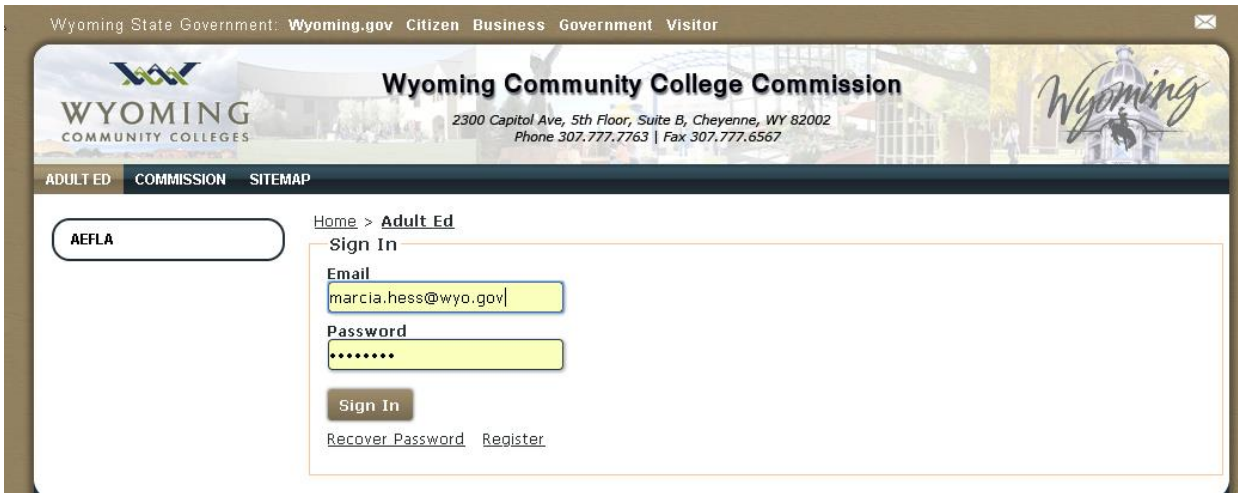 Wyoming State Government: Wyoming.gov Citizen Business Government Visitor
WYOMING
COMMUNITY COLLEGES
Wyoming Community College Commission
2300 Capitol Ave, 5th Floor, Suite B, Cheyenne, WY 82002
Phone 307.777.7763 | Fax 307.777.6567
Wyoming
ADULT ED COMMISSION SITEMAP
AEFLA
Home > Adult Ed
Sign In
Email
marcia.hess@wyo.gov
Password
••••••••
Sign In
Recover Password Register